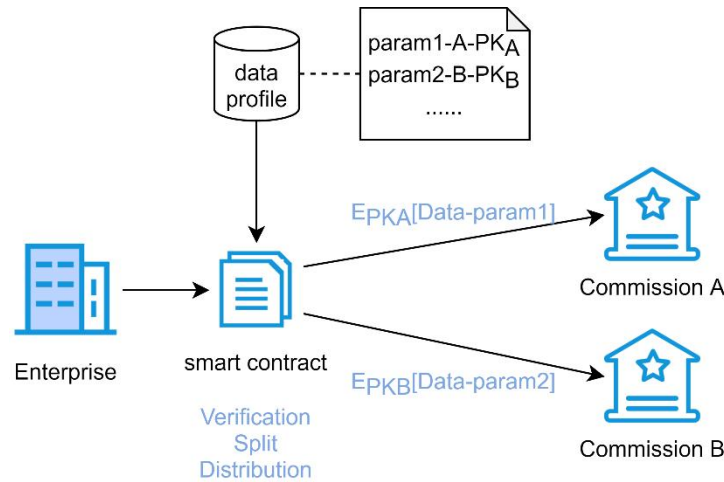 data
profile
param1-A-PKA
param2-B-PKB
......
EPKA[Data-param1]
Commission A
Enterprise
smart contract
EPKB[Data-param2]
Verification
Split
Distribution
Commission B